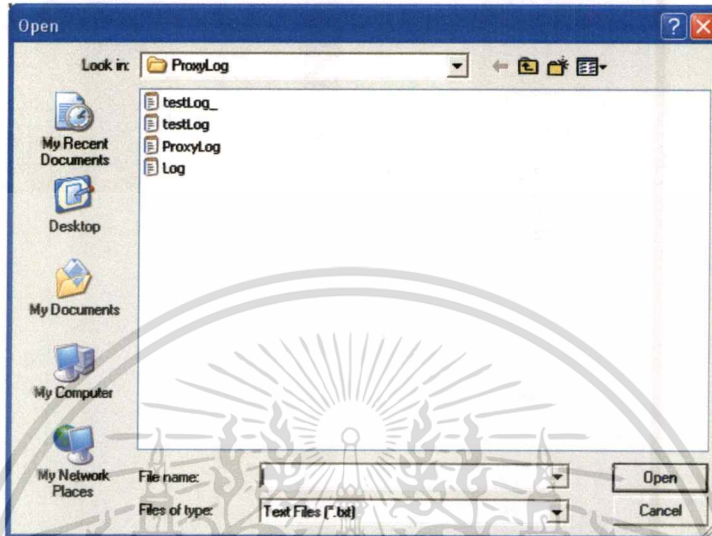 Open
Look in: ProxyLog
testLog_
testLog
ProxyLog
Log
My Recent
Documents
Desktop
My Documents
My Computer
My Network
Places
File name:
Open
Files of type: Text Files (*.txt)
Cancel